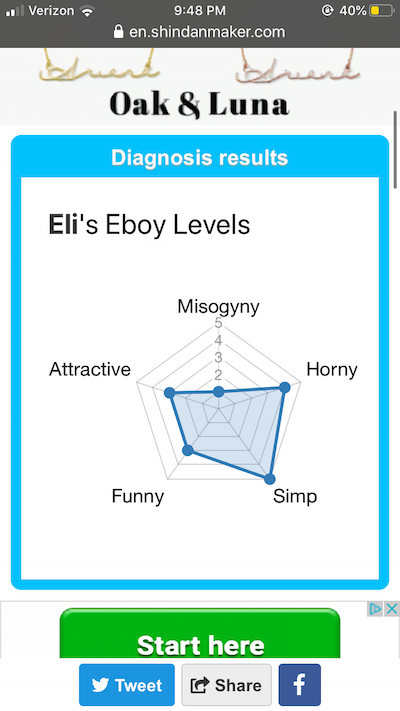 Verizon 9:48 PM 40%
en.shindanmaker.com
Oak & Luna
Diagnosis results
Eli's Eboy Levels
Misogyny
5
4
3
2
Attractive
Horny
Funny
Simp
Start here
Tweet Share